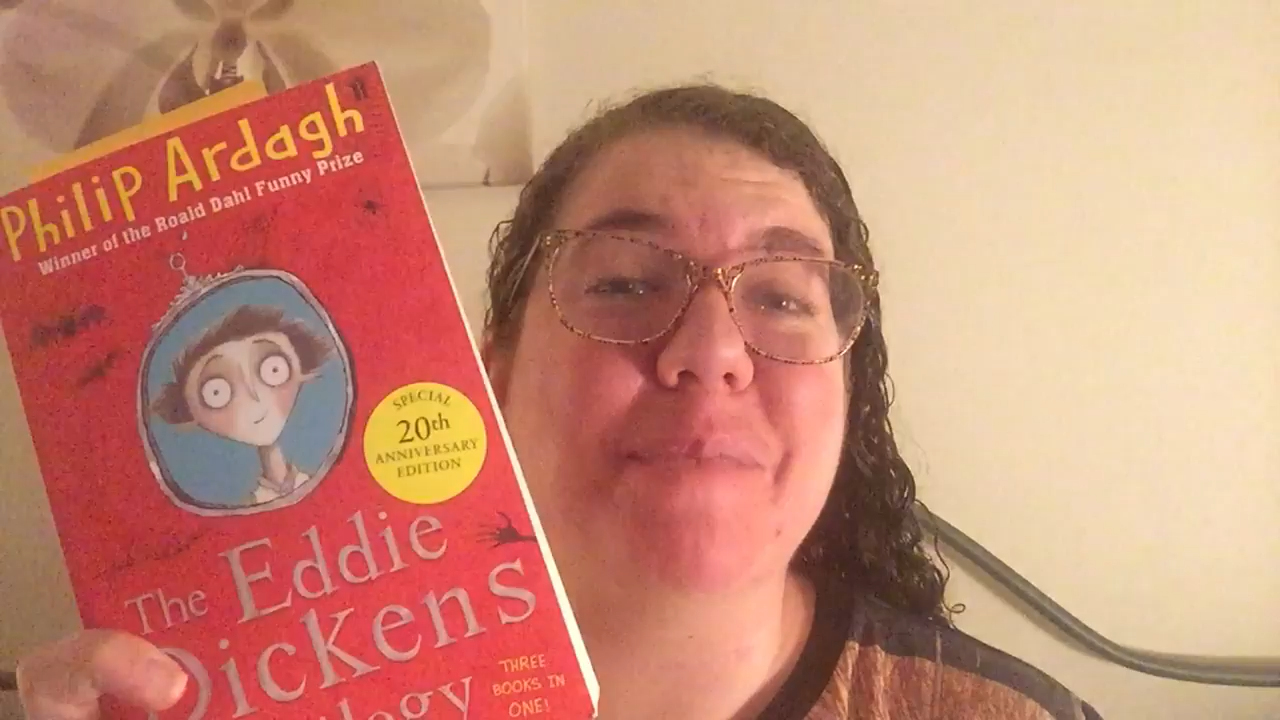 Philip Ardagh
Winner of the Roald Dahl Funny Prize
SPECIAL
20th
ANNIVERSARY
EDITION
The Eddie
Dickens
THREE
BOOKS IN
ONE!